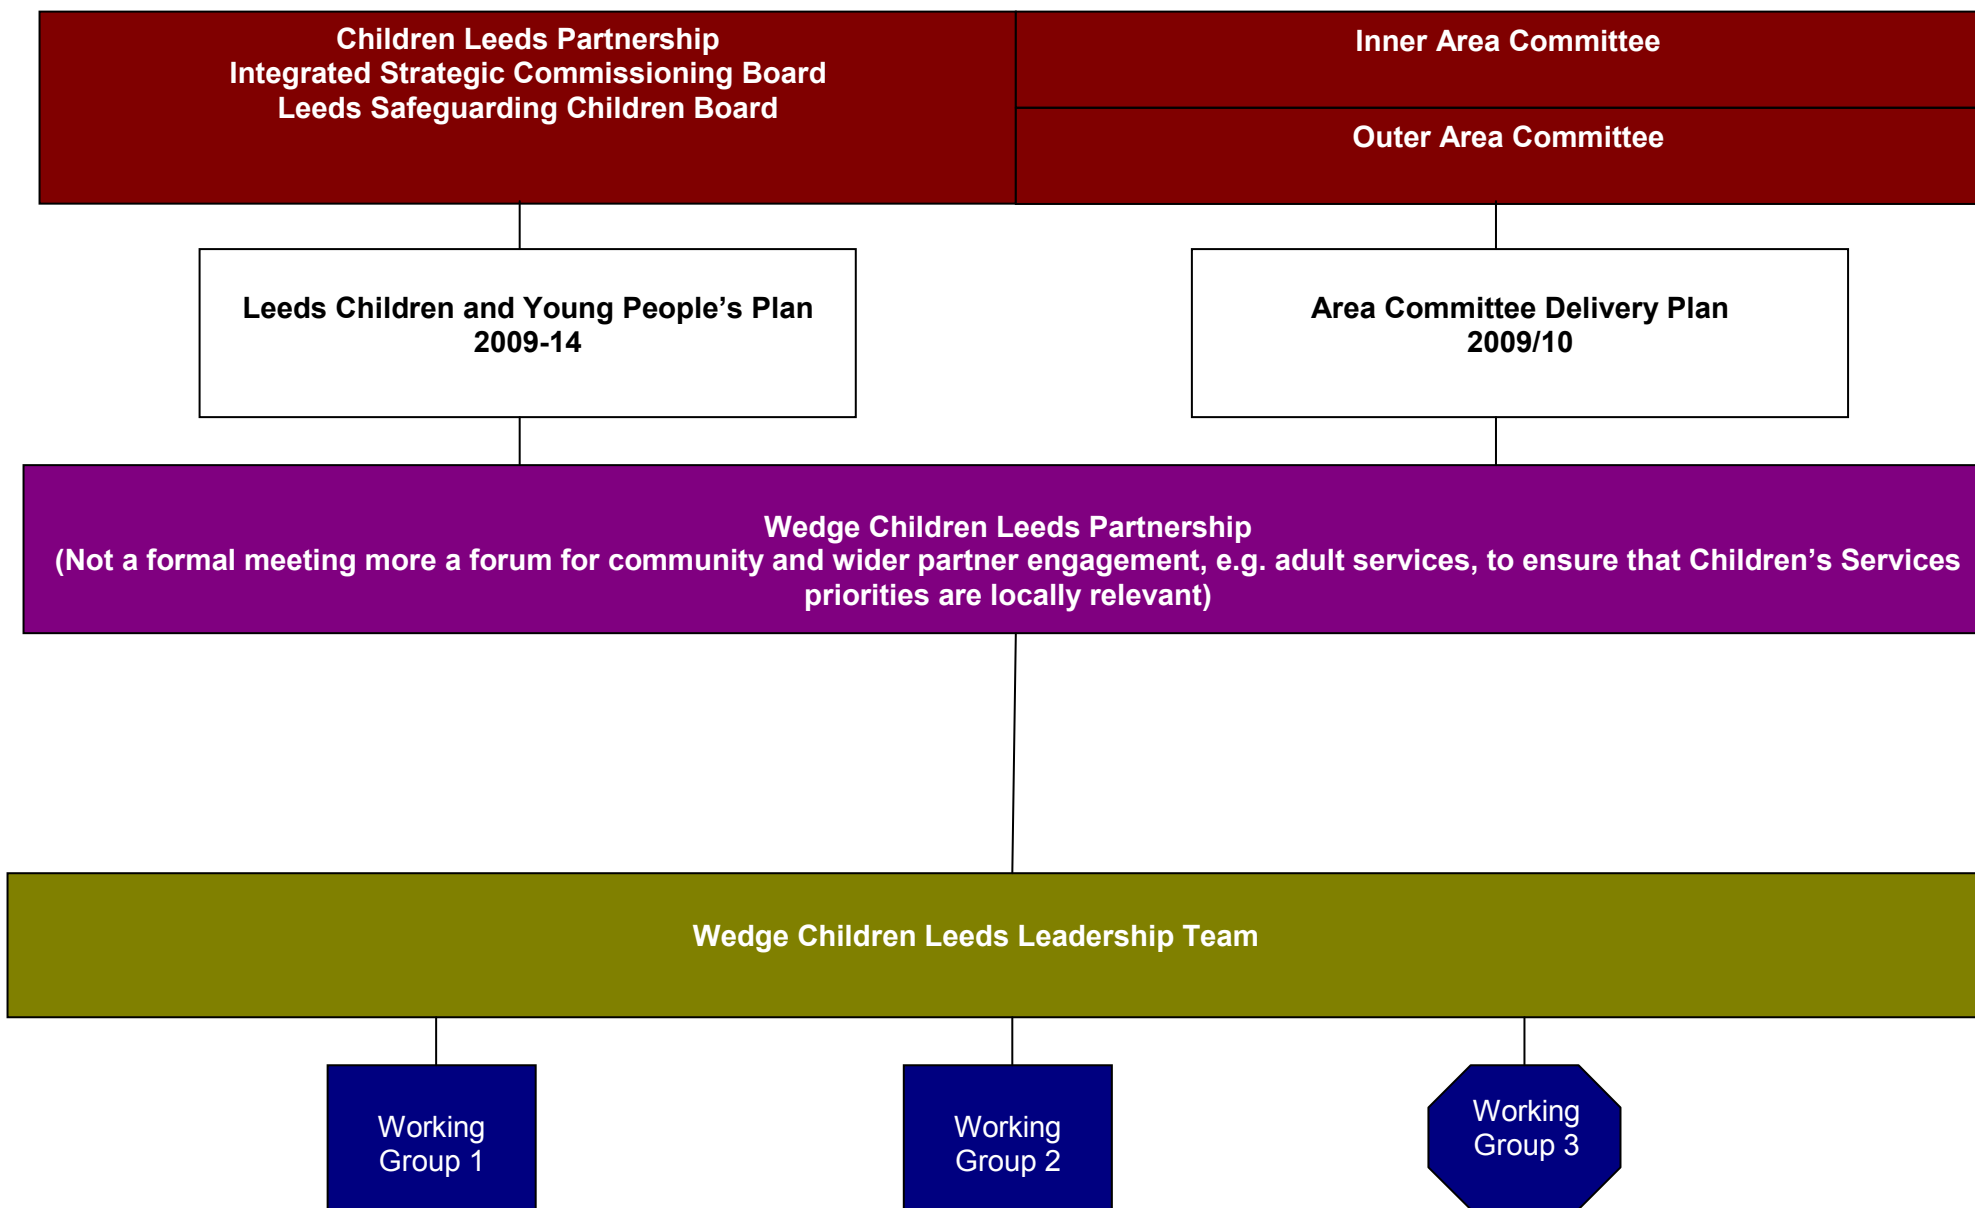 Children Leeds Partnership
Integrated Strategic Commissioning Board
Leeds Safeguarding Children Board
Inner Area Committee
Outer Area Committee
Leeds Children and Young People's Plan
2009-14
Area Committee Delivery Plan
2009/10
Wedge Children Leeds Partnership
(Not a formal meeting more a forum for community and wider partner engagement, e.g. adult services, to ensure that Children's Services
priorities are locally relevant)
Wedge Children Leeds Leadership Team
Working
Group 1
Working
Group 2
Working
Group 3